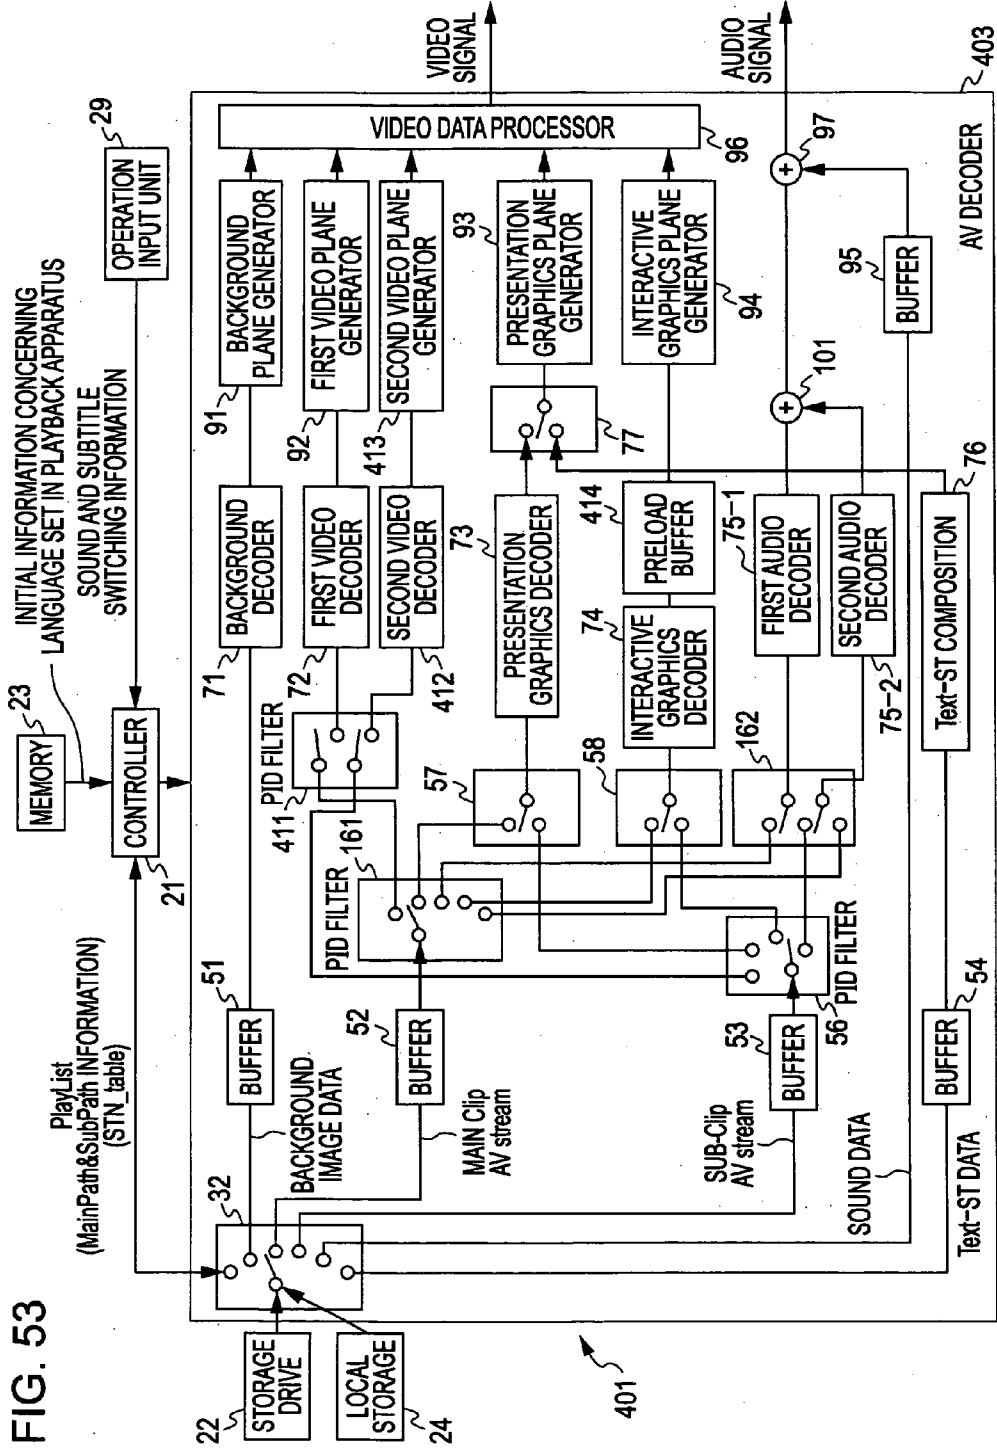 FIG. 53
INITIAL INFORMATION CONCERNING
LANGUAGE SET IN PLAYBACK APPARATUS
SOUND AND SUBTITLE
SWITCHING INFORMATION
PlayList
(MainPath&SubPath INFORMATION)
(STN_table)
MEMORY
23
CONTROLLER
21
OPERATION
INPUT UNIT
29
STORAGE
DRIVE
22
LOCAL
STORAGE
24
401
32
BACKGROUND
IMAGE DATA
MAIN Clip
AV stream
SUB-Clip
AV stream
SOUND DATA
Text-ST DATA
BUFFER
51
BUFFER
52
BUFFER
53
BUFFER
54
PID FILTER
161
PID FILTER
56
PID FILTER
411
57
58
162
BACKGROUND
DECODER
71
FIRST VIDEO
DECODER
72
SECOND VIDEO
DECODER
412
PRESENTATION
GRAPHICS DECODER
73
INTERACTIVE
GRAPHICS
DECODER
74
PRELOAD
BUFFER
414
FIRST AUDIO
DECODER
75-1
SECOND AUDIO
DECODER
75-2
Text-ST COMPOSITION
76
77
BACKGROUND
PLANE GENERATOR
91
FIRST VIDEO PLANE
GENERATOR
92
SECOND VIDEO PLANE
GENERATOR
413
PRESENTATION
GRAPHICS PLANE
GENERATOR
93
INTERACTIVE
GRAPHICS PLANE
GENERATOR
94
+
101
+
97
BUFFER
95
VIDEO DATA PROCESSOR
96
VIDEO
SIGNAL
AUDIO
SIGNAL
AV DECODER
403